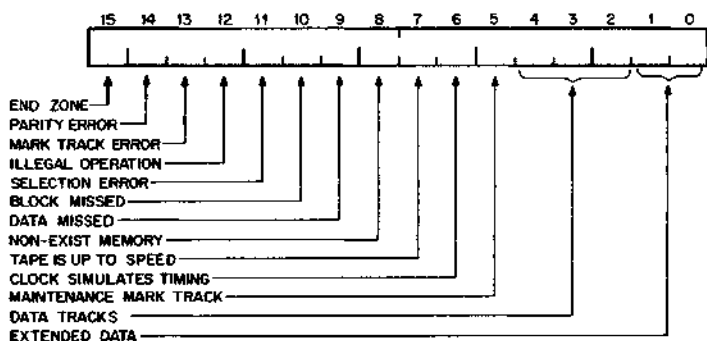 15 14 13 12 11 10 9 8 7 6 5 4 3 2 1 0
END ZONE
PARITY ERROR
MARK TRACK ERROR
ILLEGAL OPERATION
SELECTION ERROR
BLOCK MISSED
DATA MISSED
NON-EXIST MEMORY
TAPE IS UP TO SPEED
CLOCK SIMULATES TIMING
MAINTENANCE MARK TRACK
DATA TRACKS
EXTENDED DATA